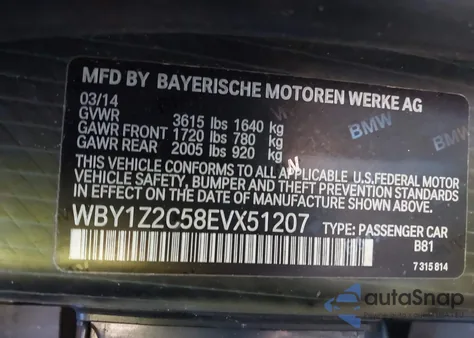 MFD BY BAYERISCHE MOTOREN WERKE AG
03/14
GVWR 3615 lbs 1640 kg
GAWR FRONT 1720 lbs 780 kg
GAWR REAR 2005 lbs 920 kg
BMW
BMW
THIS VEHICLE CONFORMS TO ALL APPLICABLE U.S.FEDERAL MOTOR
VEHICLE SAFETY, BUMPER AND THEFT PREVENTION STANDARDS
IN EFFECT ON THE DATE OF MANUFACTURE SHOWN ABOVE.
WBY1Z2C58EVX51207 TYPE: PASSENGER CAR
B81
7 315 814
autoSnap